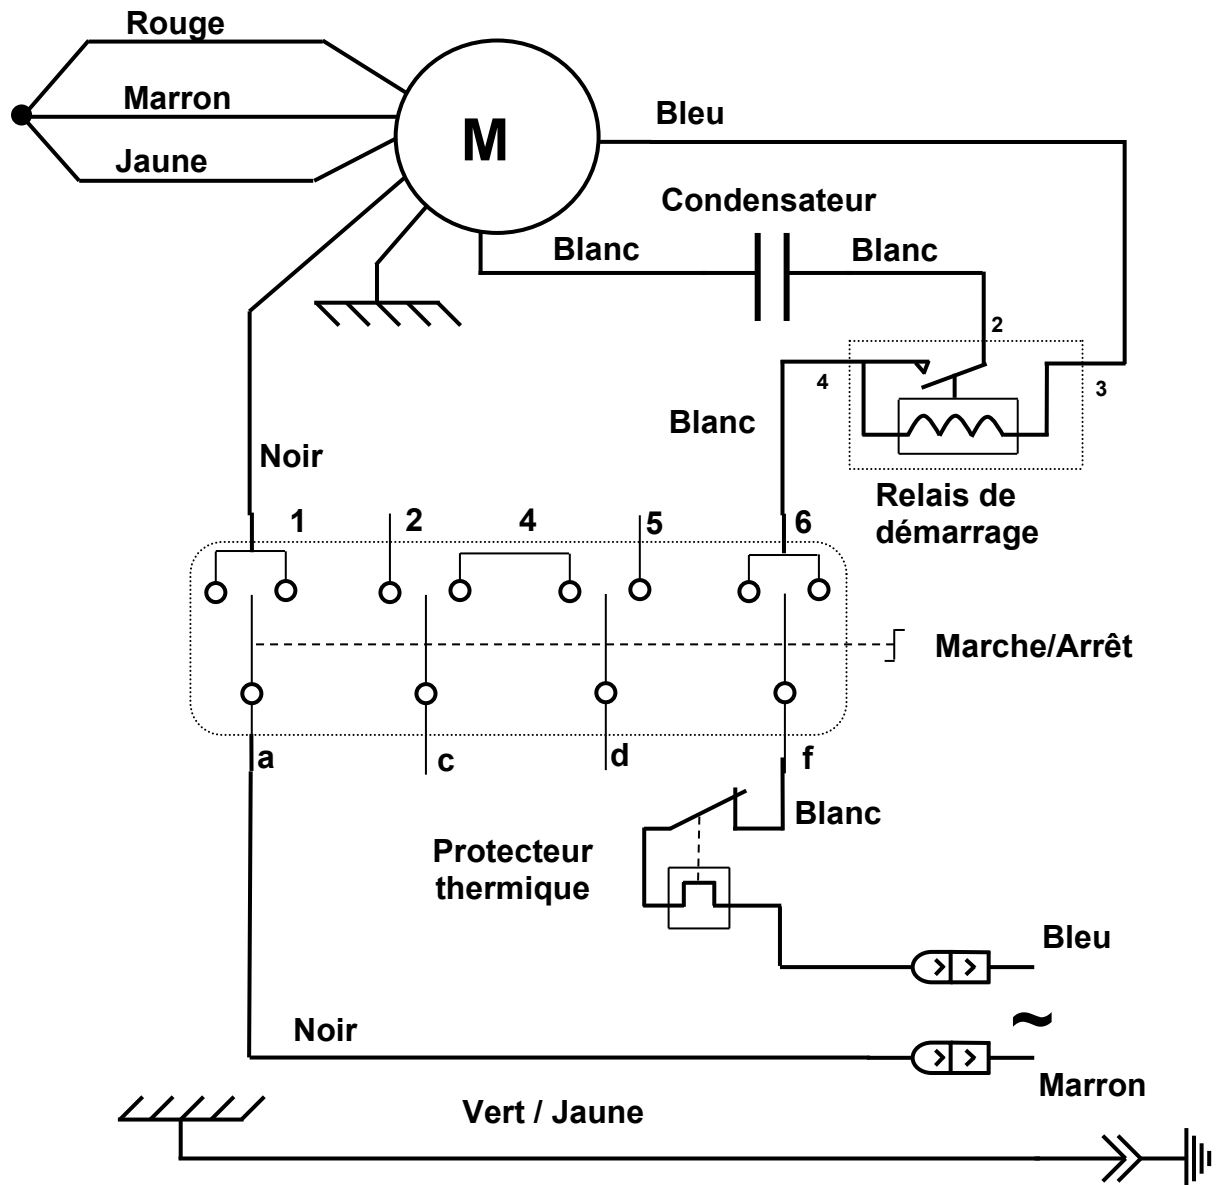 Rouge
Marron
Jaune
M
Bleu
Condensateur
Blanc
Blanc
2
4
3
Blanc
Noir
Relais de
démarrage
1
2
4
5
6
Marche/Arrêt
a
c
d
f
Blanc
Protecteur
thermique
Bleu
~
Noir
Marron
Vert / Jaune